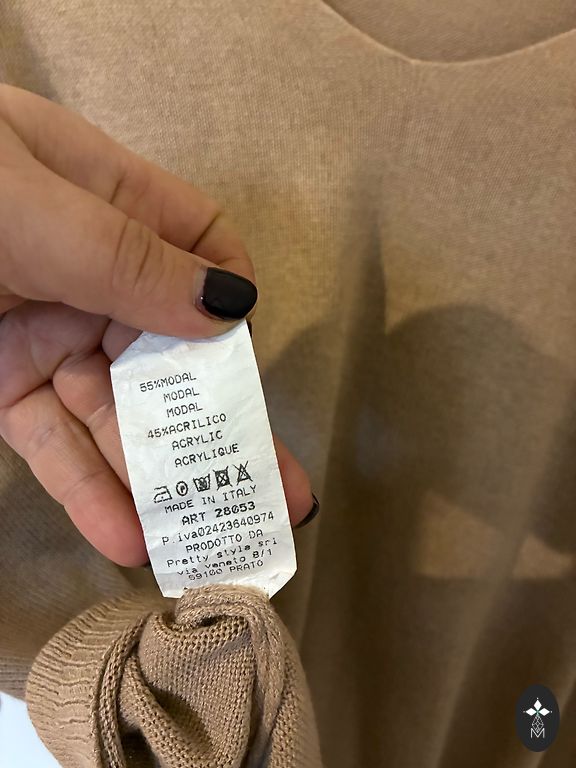 55%MODAL
MODAL
MODAL
45%ACRILICO
ACRYLIC
ACRYLIQUE
MADE IN ITALY
ART 28053
P.iva02423640974
PRODOTTO DA
Pretty style srl
via veneto 8/1
59100 PRATO